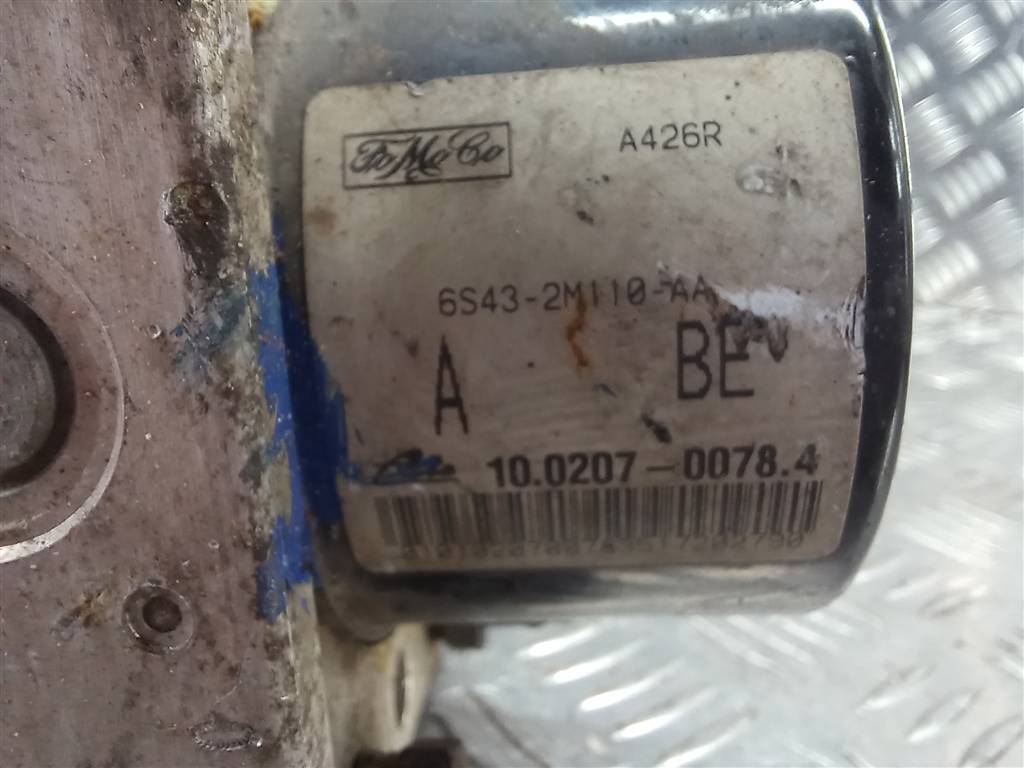 FoMoCo A426R
6S43-2M110-AA
A BE
10.0207-0078.4